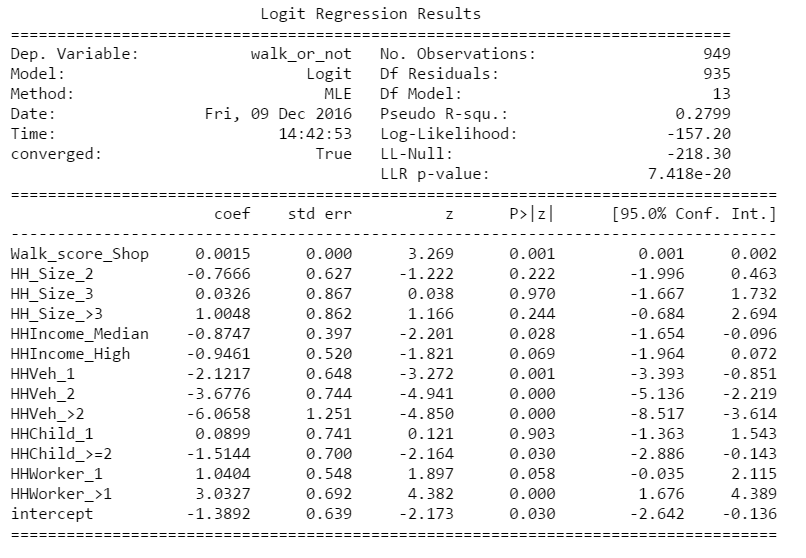 Logit Regression Results
==============================================================================
Dep. Variable: walk_or_not No. Observations: 949
Model: Logit Df Residuals: 935
Method: MLE Df Model: 13
Date: Fri, 09 Dec 2016 Pseudo R-squ.: 0.2799
Time: 14:42:53 Log-Likelihood: -157.20
converged: True LL-Null: -218.30
LLR p-value: 7.418e-20
===================================================================================
coef std err z P>|z| [95.0% Conf. Int.]
-----------------------------------------------------------------------------------
Walk_score_Shop 0.0015 0.000 3.269 0.001 0.001 0.002
HH_Size_2 -0.7666 0.627 -1.222 0.222 -1.996 0.463
HH_Size_3 0.0326 0.867 0.038 0.970 -1.667 1.732
HH_Size_>3 1.0048 0.862 1.166 0.244 -0.684 2.694
HHIncome_Median -0.8747 0.397 -2.201 0.028 -1.654 -0.096
HHIncome_High -0.9461 0.520 -1.821 0.069 -1.964 0.072
HHVeh_1 -2.1217 0.648 -3.272 0.001 -3.393 -0.851
HHVeh_2 -3.6776 0.744 -4.941 0.000 -5.136 -2.219
HHVeh_>2 -6.0658 1.251 -4.850 0.000 -8.517 -3.614
HHChild_1 0.0899 0.741 0.121 0.903 -1.363 1.543
HHChild_>=2 -1.5144 0.700 -2.164 0.030 -2.886 -0.143
HHWorker_1 1.0404 0.548 1.897 0.058 -0.035 2.115
HHWorker_>1 3.0327 0.692 4.382 0.000 1.676 4.389
intercept -1.3892 0.639 -2.173 0.030 -2.642 -0.136
===================================================================================